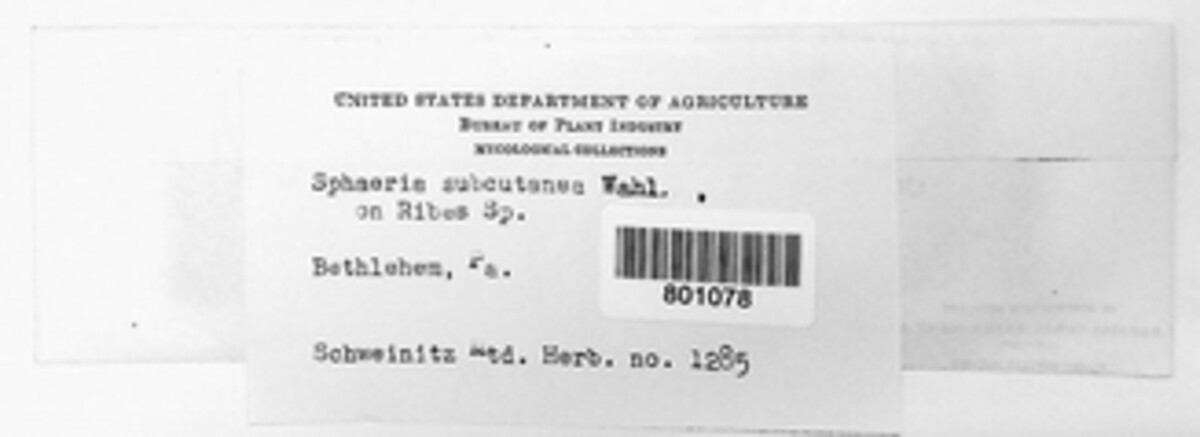 UNITED STATES DEPARTMENT OF AGRICULTURE
BUREAU OF PLANT INDUSTRY
MYCOLOGICAL COLLECTIONS
Sphaeria subcutanea Wahl.
on Ribes Sp.
Bethlehem, Pa.
801078
Schweinitz Mtd. Herb. no. 1285